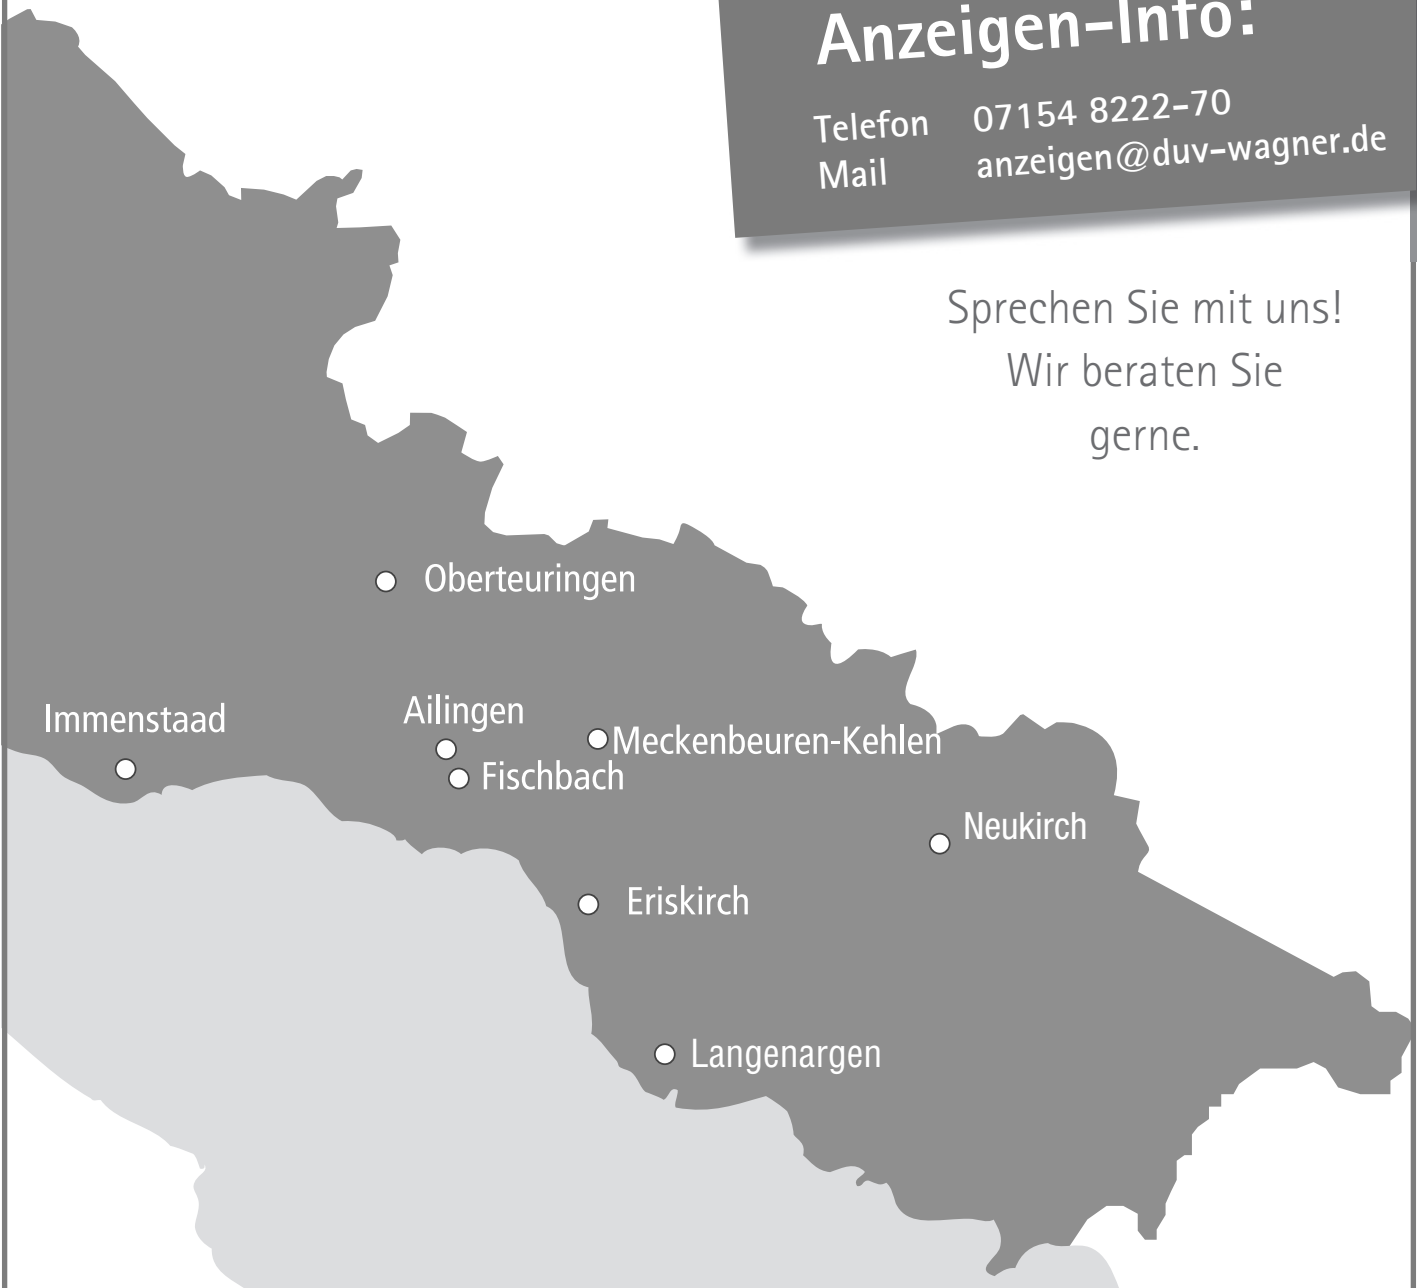 Anzeigen-Info:
Telefon 07154 8222-70
Mail anzeigen@duv-wagner.de
Sprechen Sie mit uns!
Wir beraten Sie
gerne.
Oberteuringen
Immenstaad
Ailingen
Meckenbeuren-Kehlen
Fischbach
Neukirch
Eriskirch
Langenargen